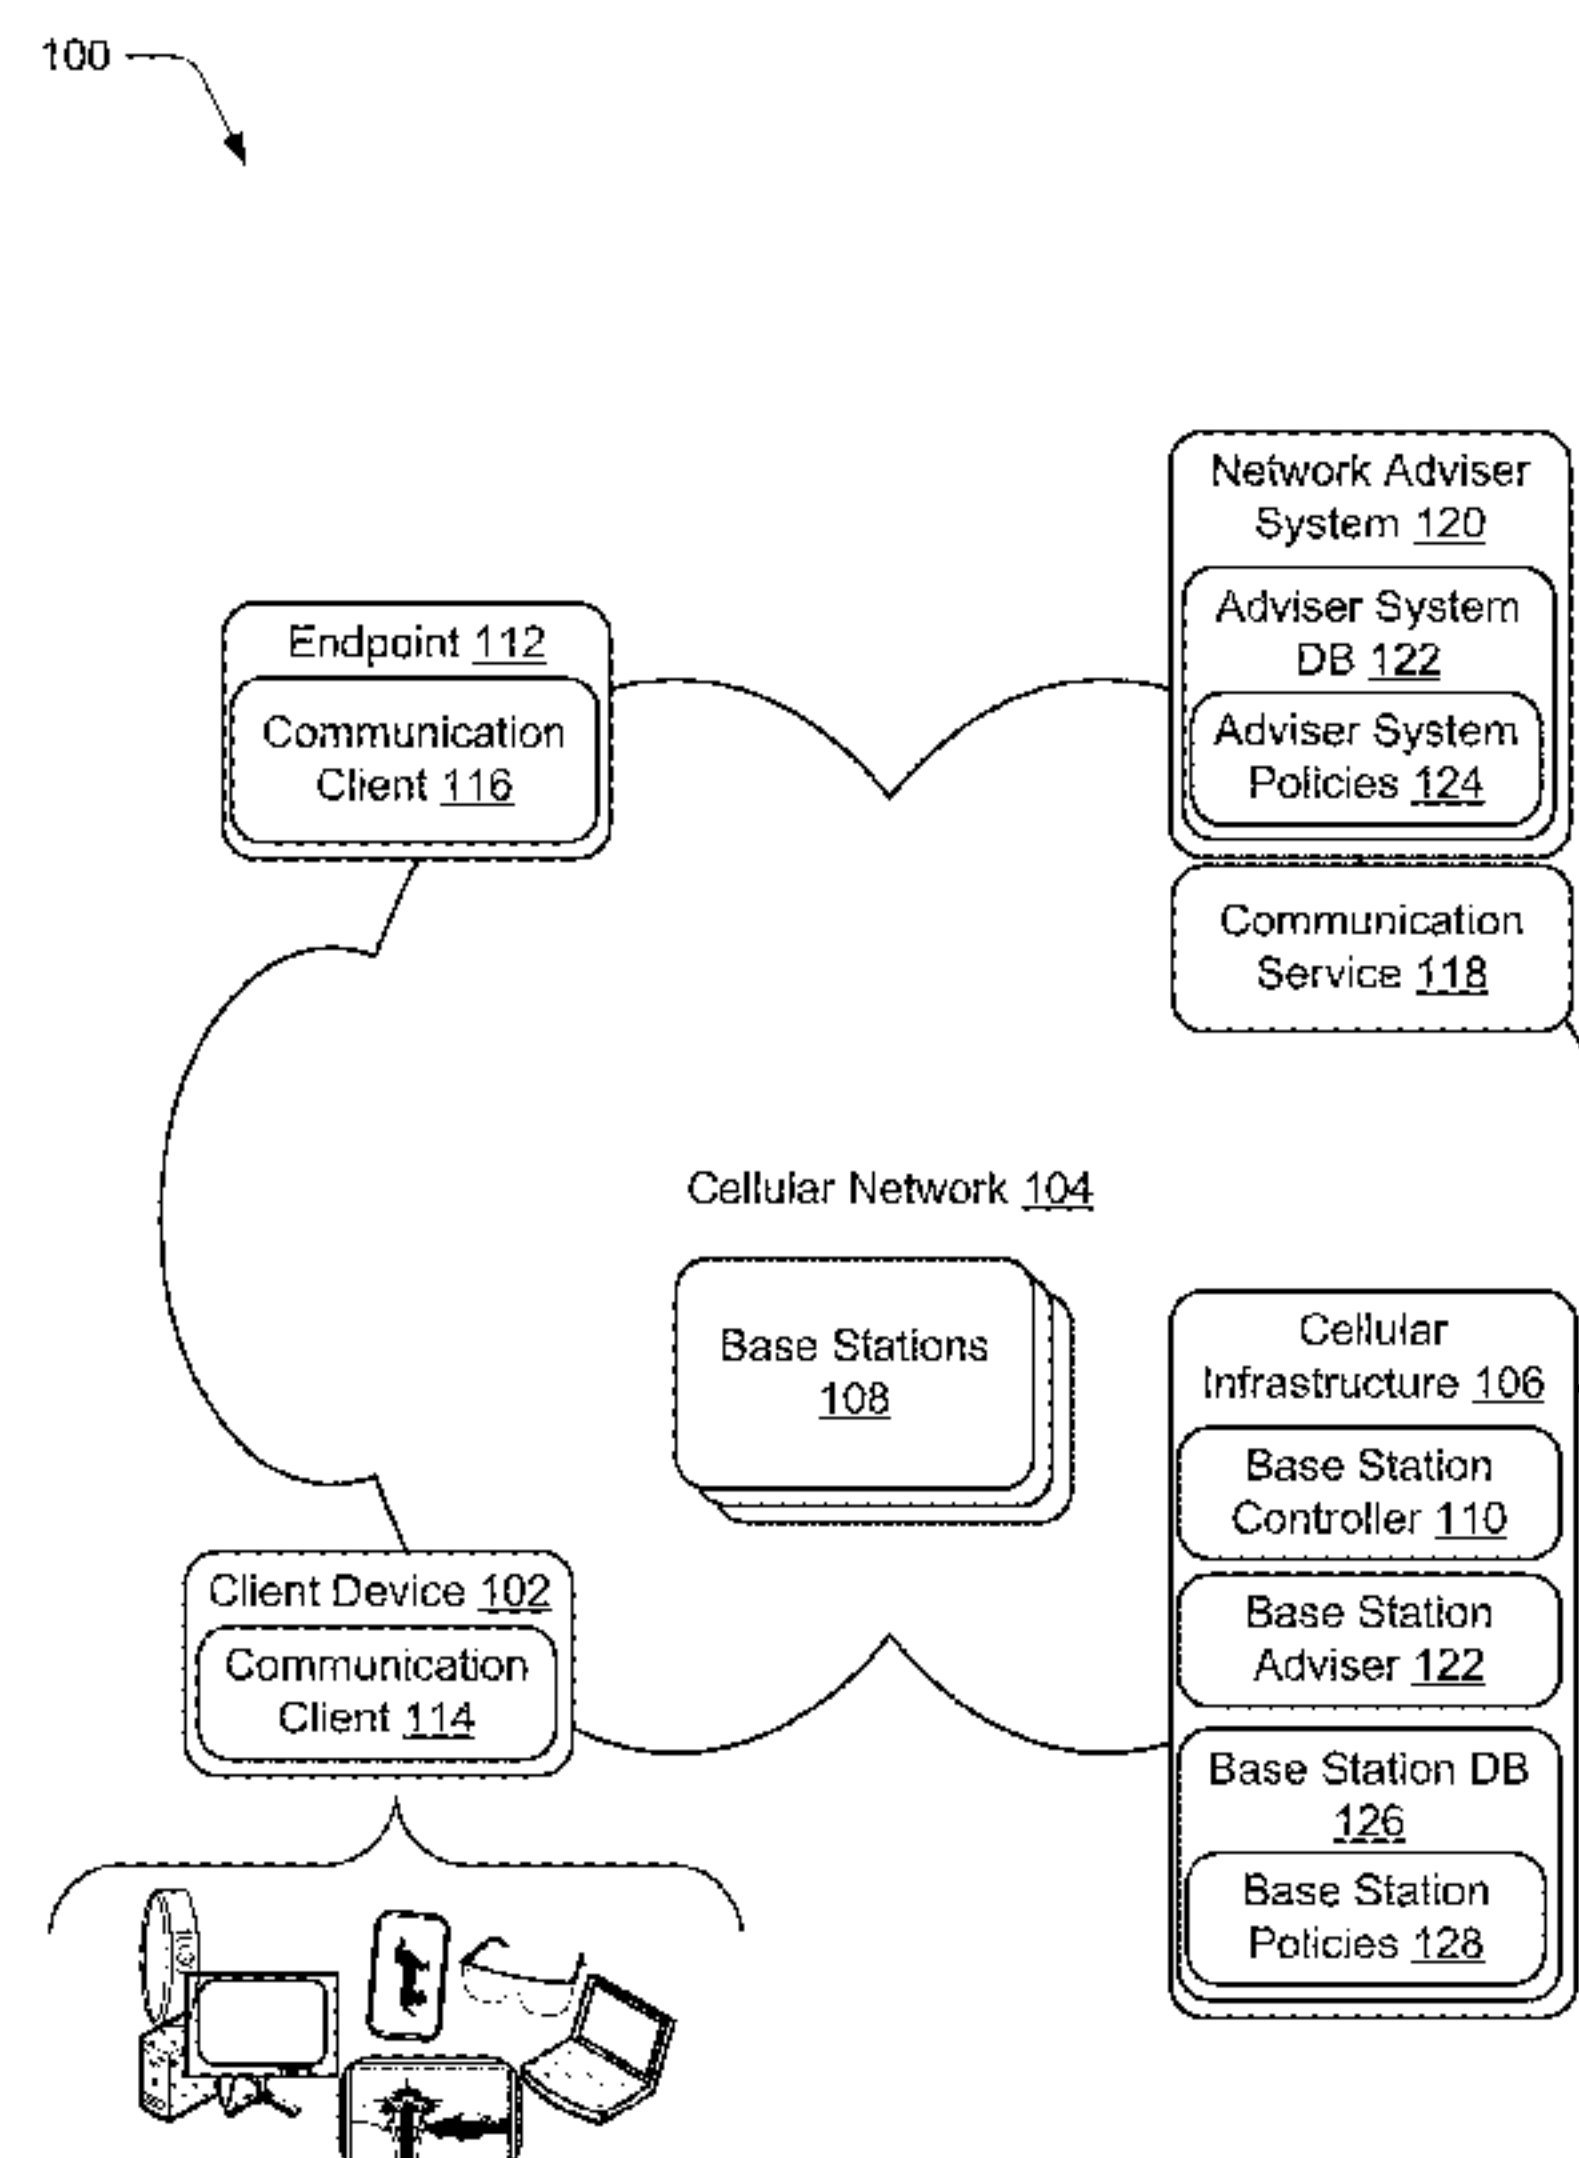 100
Network Adviser
System 120
Adviser System
DB 122
Adviser System
Policies 124
Endpoint 112
Communication
Client 116
Communication
Service 118
Cellular Network 104
Base Stations
108
Cellular
Infrastructure 106
Base Station
Controller 110
Base Station
Adviser 122
Base Station DB
126
Base Station
Policies 128
Client Device 102
Communication
Client 114